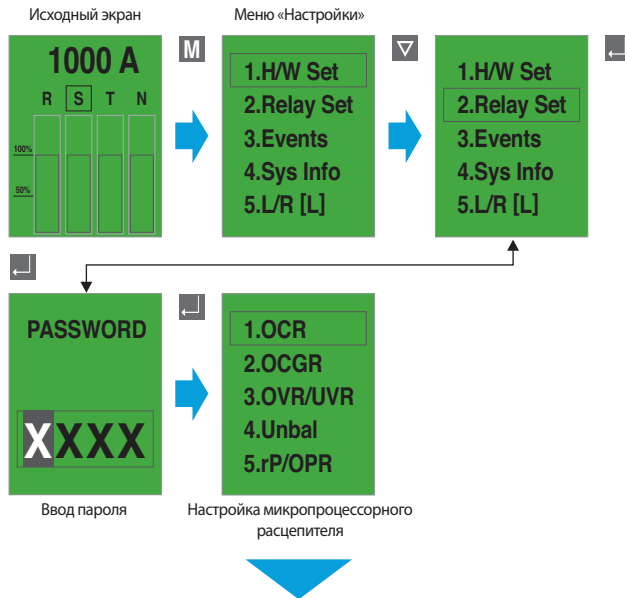 Исходный экран
Меню «Настройки»
1000 A
R S T N
100%
50%
M
1.H/W Set
2.Relay Set
3.Events
4.Sys Info
5.L/R [L]
1.H/W Set
2.Relay Set
3.Events
4.Sys Info
5.L/R [L]
PASSWORD
XXXX
Ввод пароля
1.OCR
2.OCGR
3.OVR/UVR
4.Unbal
5.rP/OPR
Настройка микропроцессорного
расцепителя